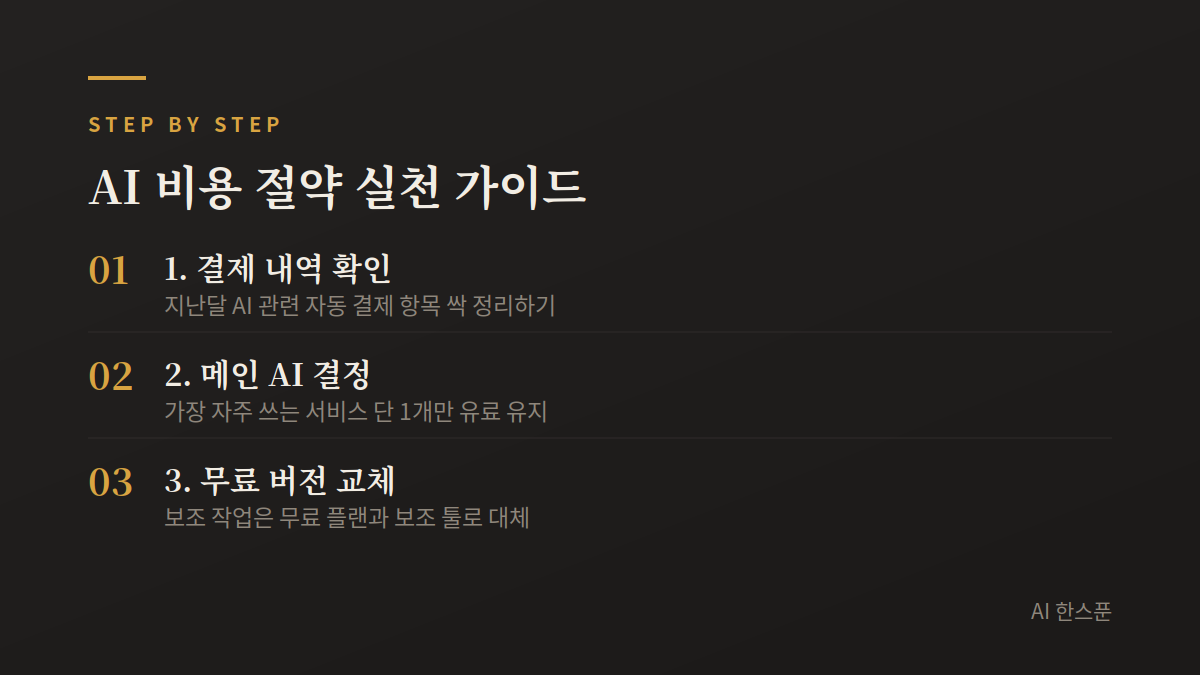 STEP BY STEP
AI 비용 절약 실천 가이드
01
1. 결제 내역 확인
지난달 AI 관련 자동 결제 항목 싹 정리하기
02
2. 메인 AI 결정
가장 자주 쓰는 서비스 단 1개만 유료 유지
03
3. 무료 버전 교체
보조 작업은 무료 플랜과 보조 툴로 대체
AI 한스푼